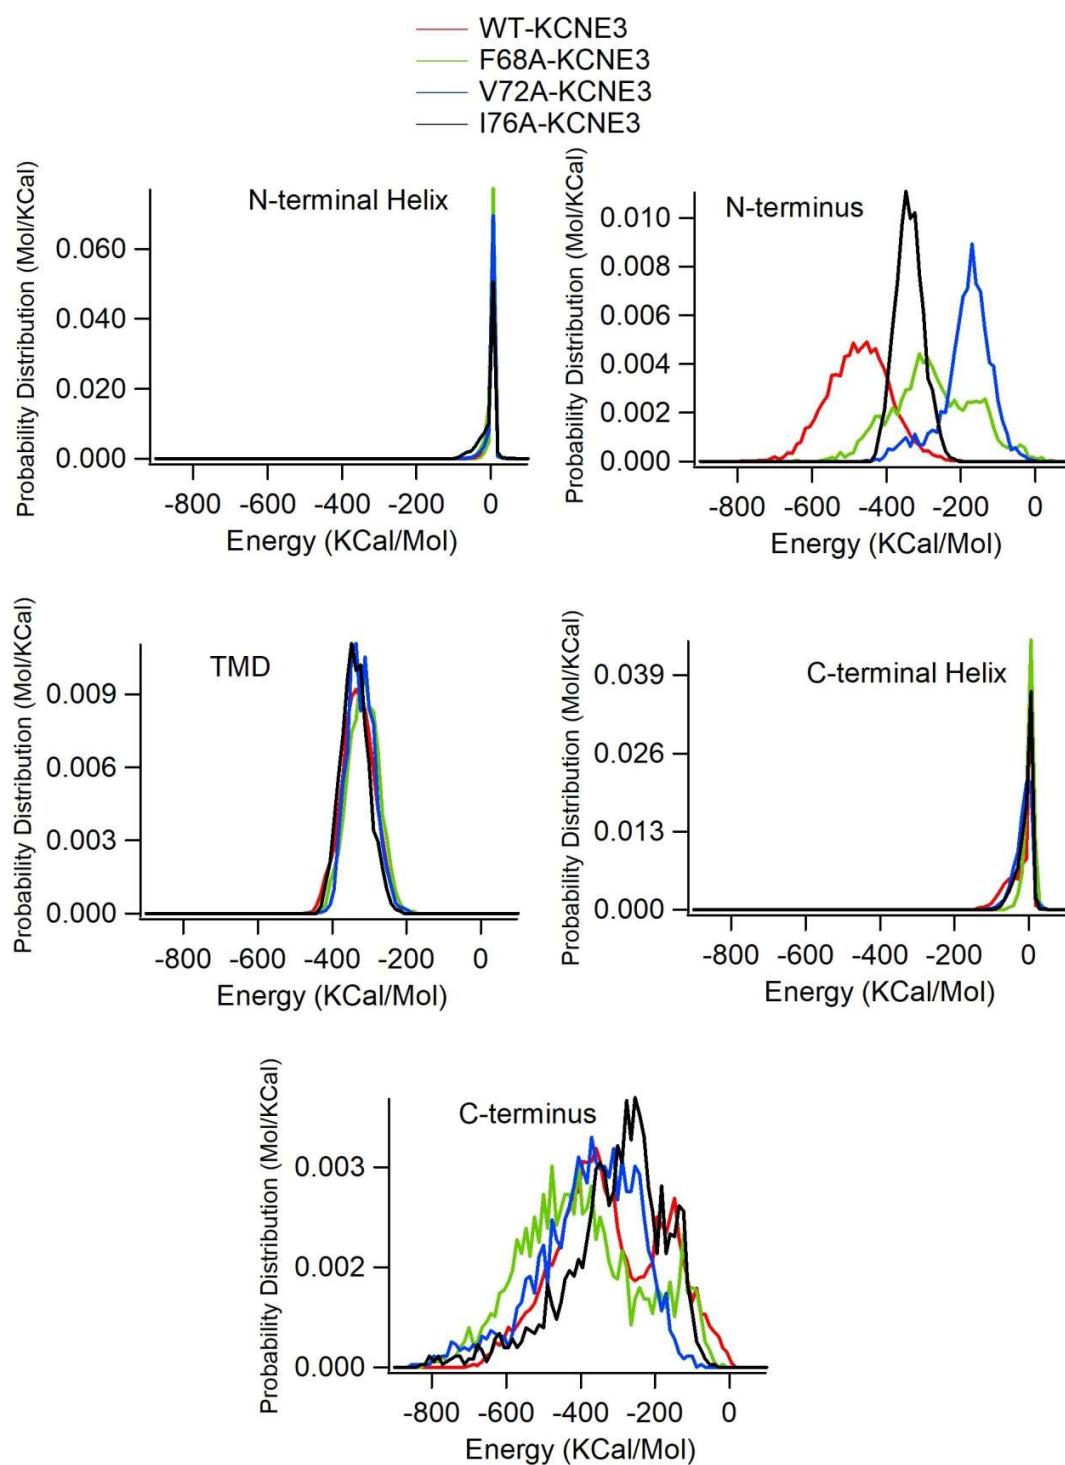 WT-KCNE3
F68A-KCNE3
V72A-KCNE3
I76A-KCNE3
N-terminal Helix
Probability Distribution (Mol/KCal)
0.060
0.040
0.020
0.000
-800 -600 -400 -200 0
Energy (KCal/Mol)
N-terminus
Probability Distribution (Mol/KCal)
0.010
0.008
0.006
0.004
0.002
0.000
-800 -600 -400 -200 0
Energy (KCal/Mol)
TMD
Probability Distribution (Mol/KCal)
0.009
0.006
0.003
0.000
-800 -600 -400 -200 0
Energy (KCal/Mol)
C-terminal Helix
Probability Distribution (Mol/KCal)
0.039
0.026
0.013
0.000
-800 -600 -400 -200 0
Energy (KCal/Mol)
C-terminus
Probability Distribution (Mol/KCal)
0.003
0.002
0.000
-800 -600 -400 -200 0
Energy (KCal/Mol)